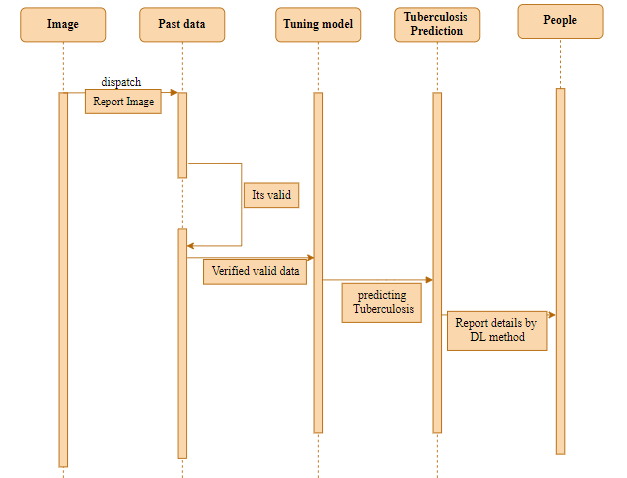 Image
Past data
Tuning model
Tuberculosis
Prediction
People
dispatch
Report Image
Its valid
Verified valid data
predicting
Tuberculosis
Report details by
DL method